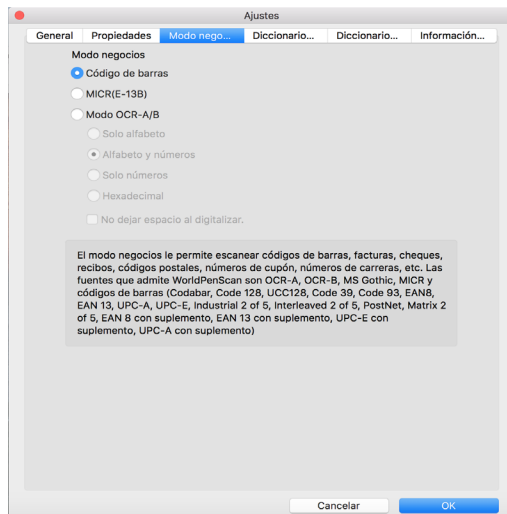 Ajustes
General
Propiedades
Modo nego...
Diccionario...
Diccionario...
Información...
Modo negocios
Código de barras
MICR(E-13B)
Modo OCR-A/B
Solo alfabeto
Alfabeto y números
Solo números
Hexadecimal
No dejar espacio al digitalizar.
El modo negocios le permite escanear códigos de barras, facturas, cheques,
recibos, códigos postales, números de cupón, números de carreras, etc. Las
fuentes que admite WorldPenScan son OCR-A, OCR-B, MS Gothic, MICR y
códigos de barras (Codabar, Code 128, UCC128, Code 39, Code 93, EAN8,
EAN 13, UPC-A, UPC-E, Industrial 2 of 5, Interleaved 2 of 5, PostNet, Matrix 2
of 5, EAN 8 con suplemento, EAN 13 con suplemento, UPC-E con
suplemento, UPC-A con suplemento)
Cancelar
OK